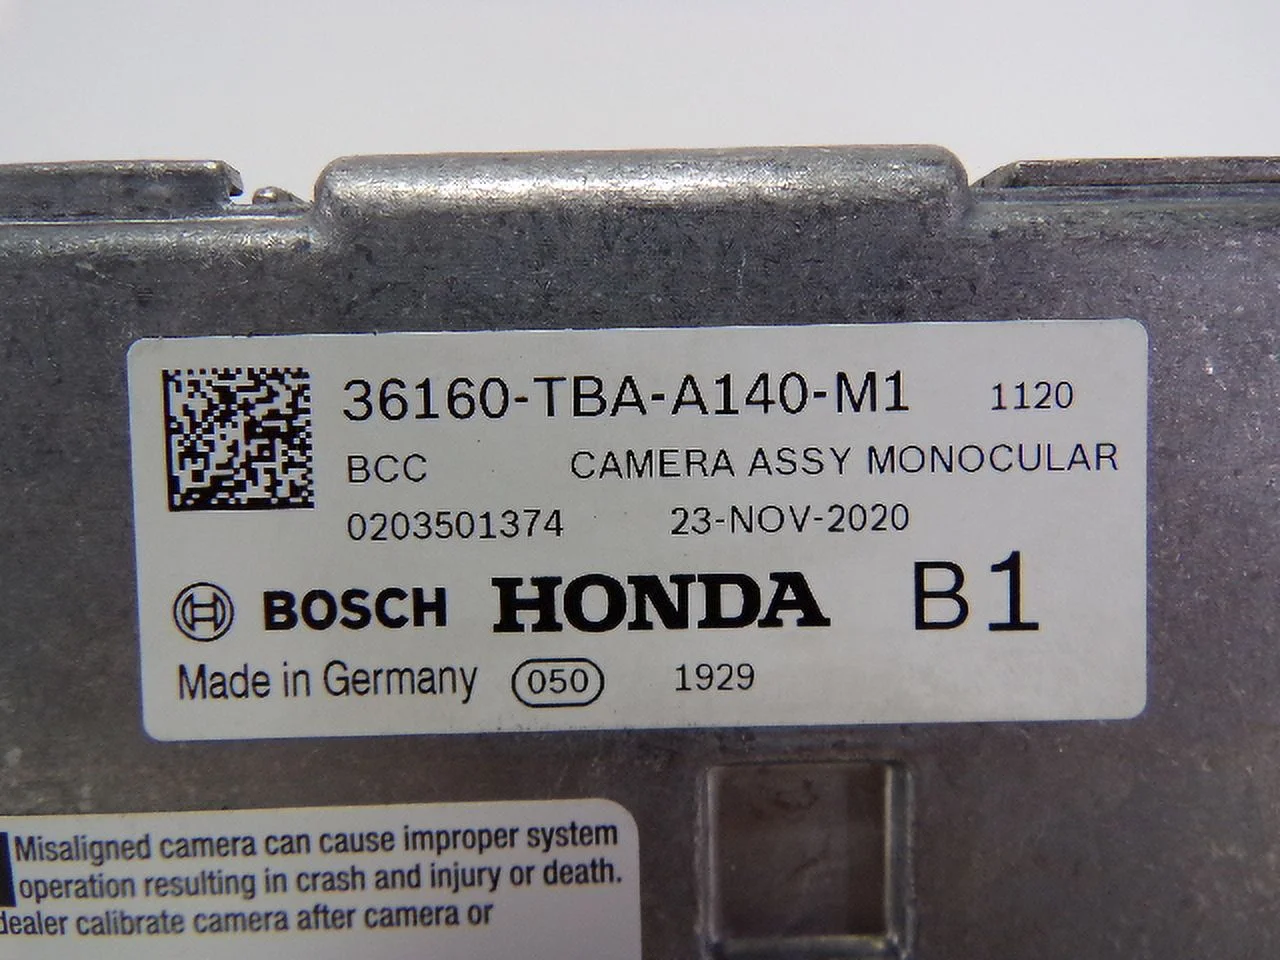 36160-TBA-A140-M1 1120
BCC CAMERA ASSY MONOCULAR
0203501374 23-NOV-2020
BOSCH HONDA B1
Made in Germany 050 1929
Misaligned camera can cause improper system
operation resulting in crash and injury or death.
dealer calibrate camera after camera or